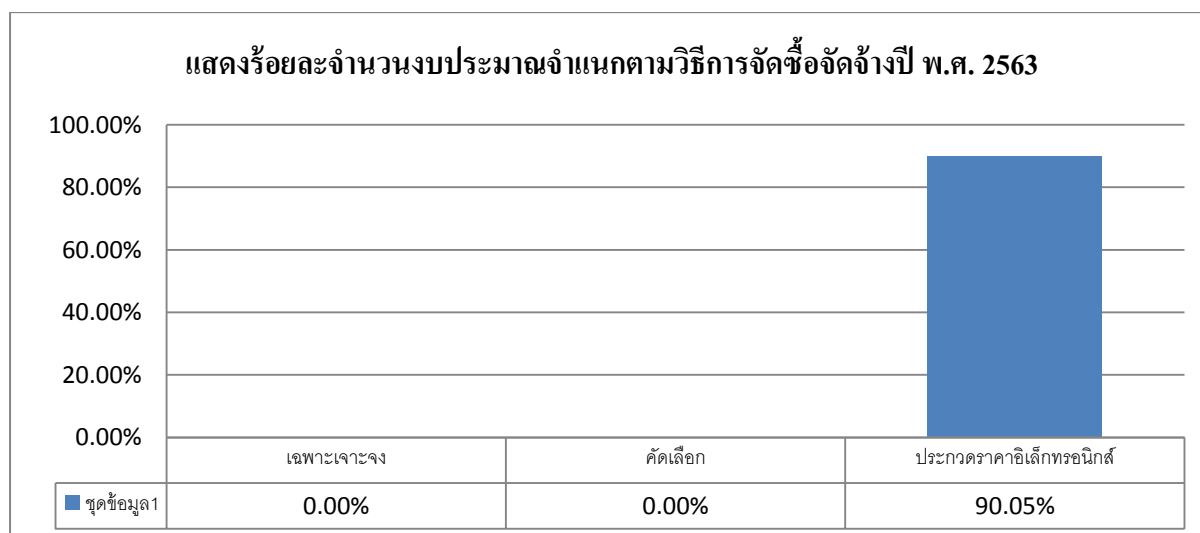 แสดงร้อยละจำนวนงบประมาณจำแนกตามวิธีการจัดซื้อจัดจ้างปี พ.ศ. 2563
100.00%
80.00%
60.00%
40.00%
20.00%
0.00%
เฉพาะเจาะจง คัดเลือก ประกวดราคาอิเล็กทรอนิกส์
ชุดข้อมูล1 0.00% 0.00% 90.05%